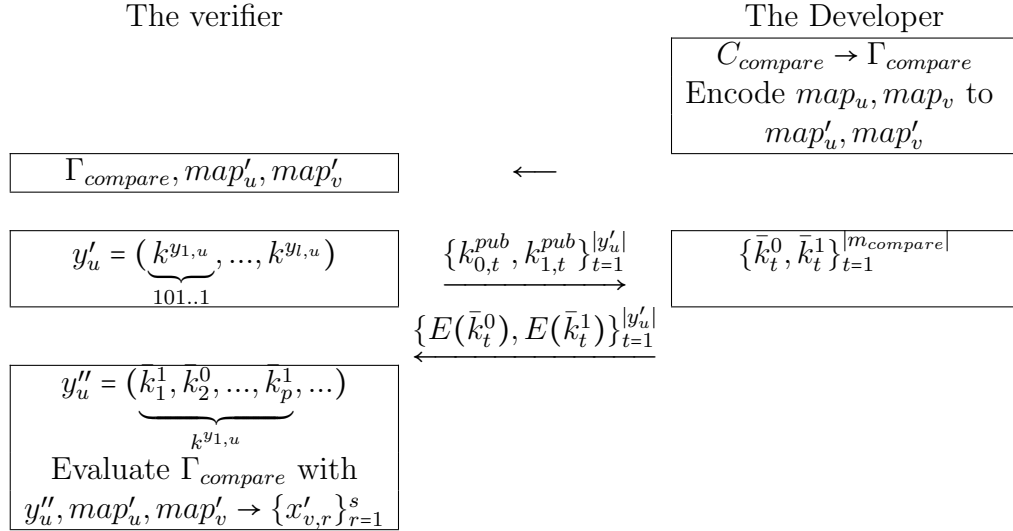 The verifier
The Developer
C_{compare} → Γ_{compare}
Encode map_u, map_v to
map'_u, map'_v
Γ_{compare}, map'_u, map'_v
←
y'_u = (k^{y_{1,u}}, ..., k^{y_{l,u}})
101..1
{k^{pub}_{0,t}, k^{pub}_{1,t}}^{|y'_u|}_{t=1}
{k̄^0_t, k̄^1_t}^{|m_{compare}|}_{t=1}
{E(k̄^0_t), E(k̄^1_t)}^{|y'_u|}_{t=1}
y''_u = (k̄^1_1, k̄^0_2, ..., k̄^1_p, ...)
k^{y_{1,u}}
Evaluate Γ_{compare} with
y''_u, map'_u, map'_v → {x'_{v,r}}^s_{r=1}